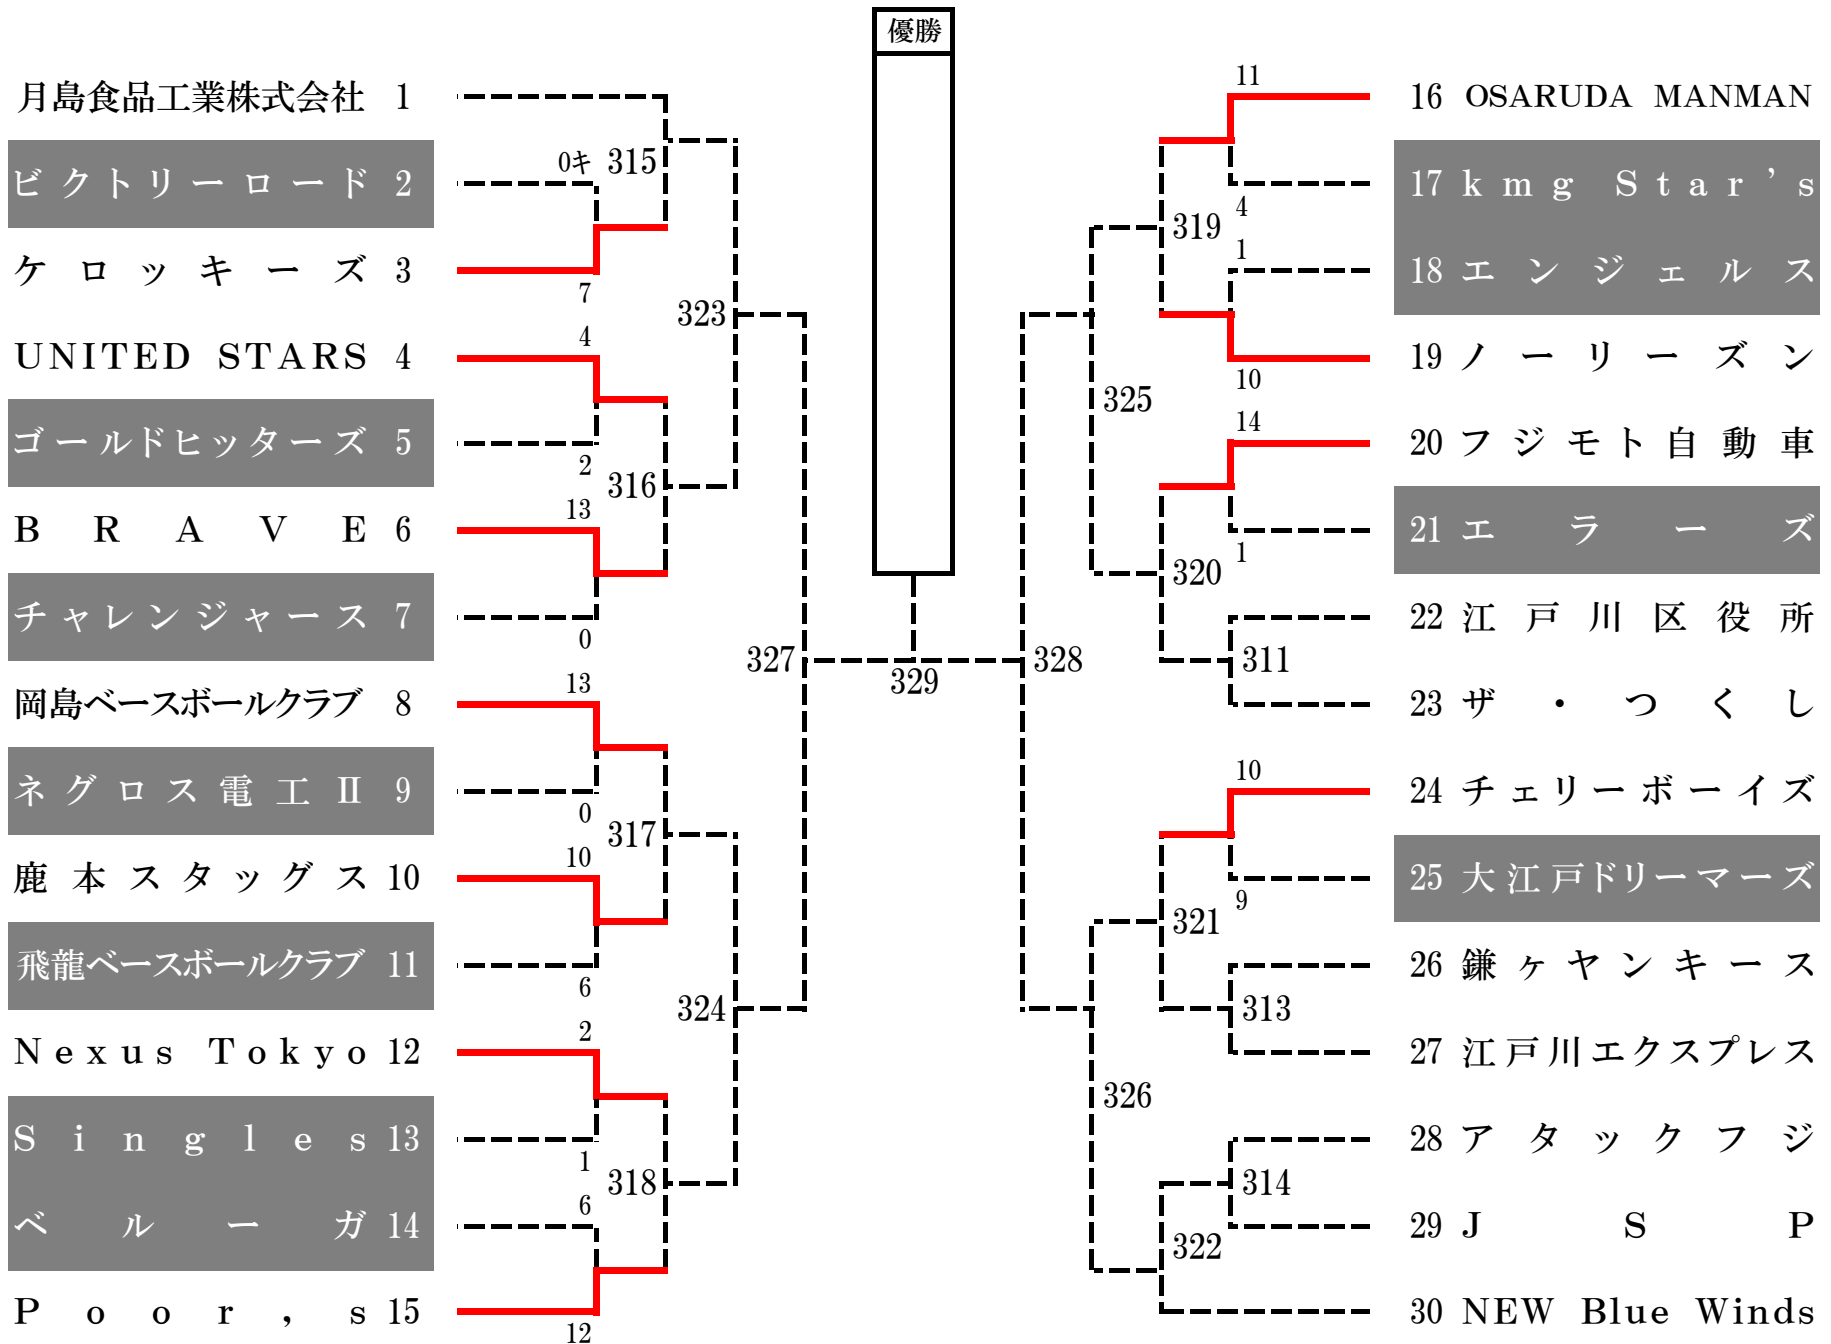 優勝
月島食品工業株式会社 1
ビクトリーロード 2
0キ
315
ケロッキーズ 3
7
323
UNITED STARS 4
4
ゴールドヒッターズ 5
2
316
BRAVE 6
13
チャレンジャース 7
0
327
岡島ベースボールクラブ 8
13
ネグロス電工Ⅱ 9
0
317
鹿本スタッグス 10
10
飛龍ベースボールクラブ 11
6
324
Nexus Tokyo 12
2
Singles 13
1
318
ベルーガ 14
6
Poor,s 15
12
329
11
16 OSARUDA MANMAN
17 kmg Star's
4
319
1
18 エンジェルス
19 ノーリーズン
10
325
14
20 フジモト自動車
21 エラーズ
1
320
22 江戸川区役所
311
328
23 ザ・つくし
10
24 チェリーボーイズ
25 大江戸ドリーマーズ
9
321
26 鎌ヶヤンキース
313
27 江戸川エクスプレス
326
28 アタックフジ
314
29 JSP
322
30 NEW Blue Winds